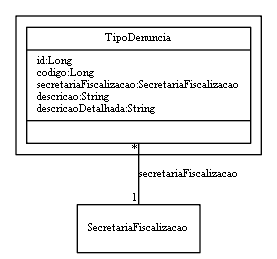 TipoDenuncia
id:Long
codigo:Long
secretariaFiscalizacao:SecretariaFiscalizacao
descricao:String
descricaoDetalhada:String
*
secretariaFiscalizacao
1
SecretariaFiscalizacao